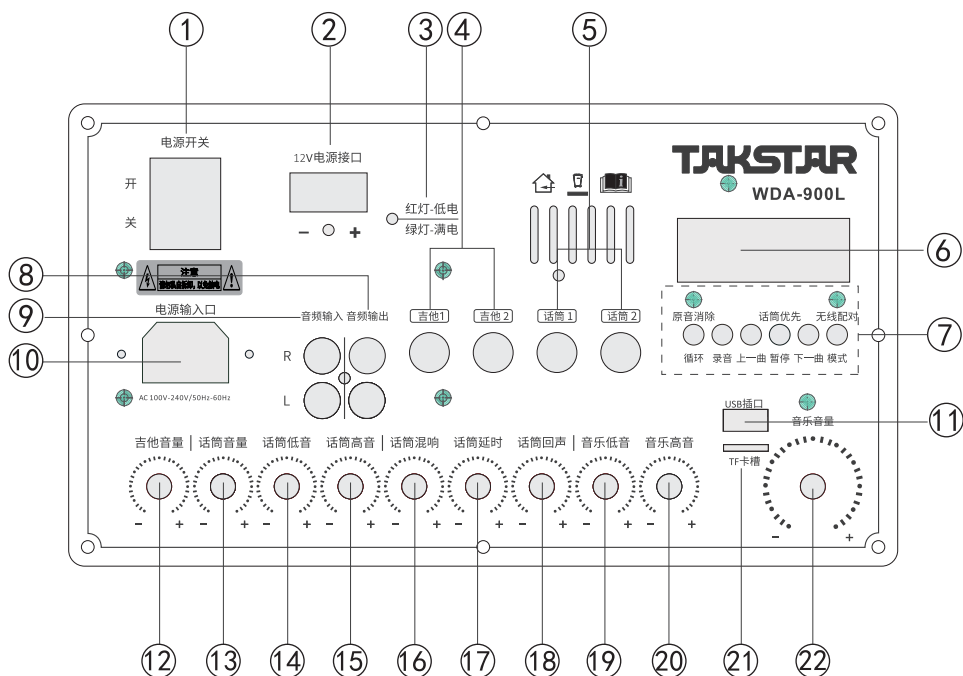 ① ② ③ ④ ⑤
电源开关
开
关
12V电源接口
− +
红灯-低电
绿灯-满电
TAKSTAR
WDA-900L
⑥
⑧
注意
⑨
电源输入口
音频输入 音频输出
吉他1 吉他2 话筒1 话筒2
原音消除 话筒优先 无线配对
⑦
循环 录音 上一曲 暂停 下一曲 模式
⑩
R
L
AC 100V-240V/50Hz-60Hz
USB插口
⑪
音乐音量
TF卡槽
吉他音量 话筒音量 话筒低音 话筒高音 话筒混响 话筒延时 话筒回声 音乐低音 音乐高音
− + − + − + − + − + − + − + − + − + − +
⑫ ⑬ ⑭ ⑮ ⑯ ⑰ ⑱ ⑲ ⑳ ㉑ ㉒